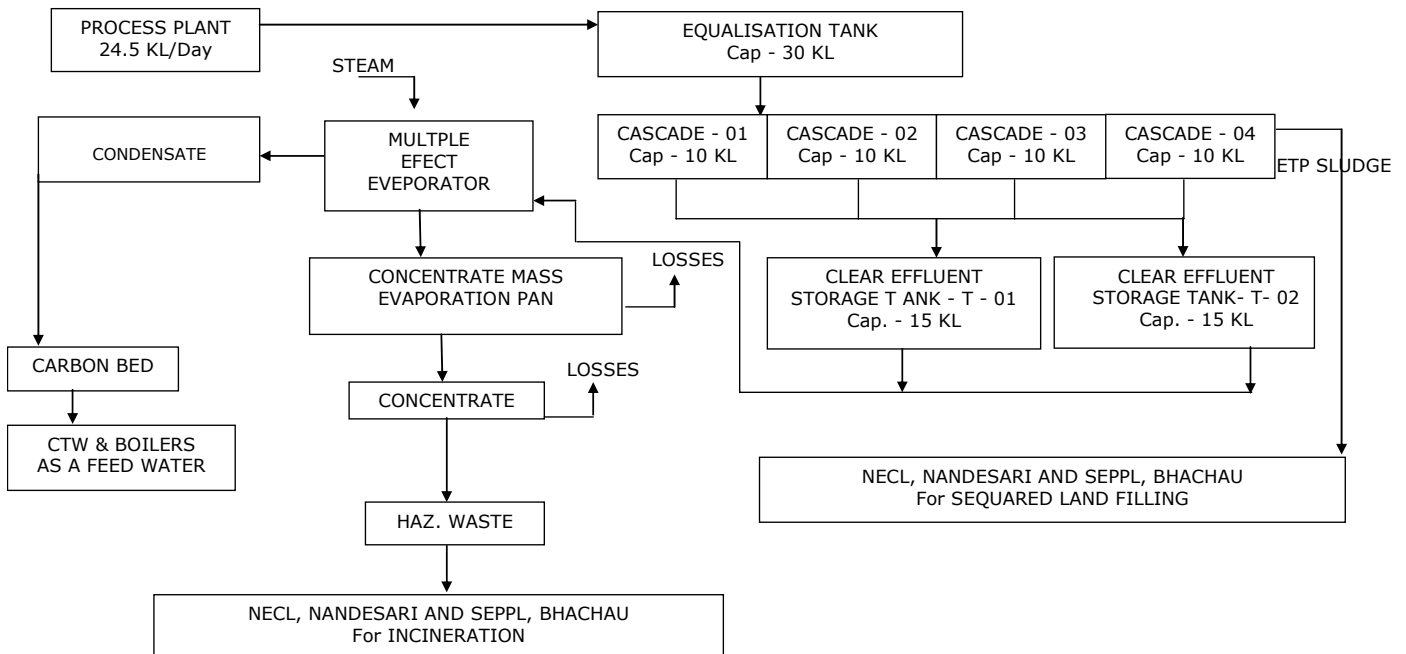 PROCESS PLANT
24.5 KL/Day
EQUALISATION TANK
Cap - 30 KL
STEAM
CASCADE - 01
Cap - 10 KL
CASCADE - 02
Cap - 10 KL
CASCADE - 03
Cap - 10 KL
CASCADE - 04
Cap - 10 KL
ETP SLUDGE
CONDENSATE
MULTPLE
EFECT
EVEPORATOR
CONCENTRATE MASS
EVAPORATION PAN
LOSSES
CLEAR EFFLUENT
STORAGE T ANK - T - 01
Cap. - 15 KL
CLEAR EFFLUENT
STORAGE TANK- T- 02
Cap. - 15 KL
CARBON BED
CONCENTRATE
LOSSES
CTW & BOILERS
AS A FEED WATER
NECL, NANDESARI AND SEPPL, BHACHAU
For SEQUARED LAND FILLING
HAZ. WASTE
NECL, NANDESARI AND SEPPL, BHACHAU
For INCINERATION